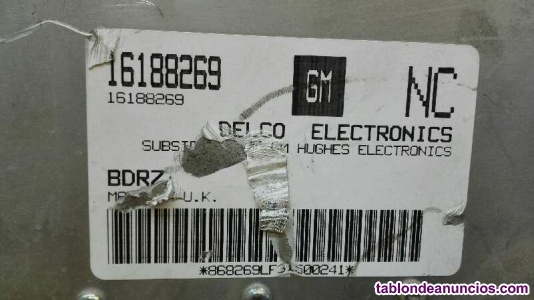 16188269
16188269
GM
NC
DELCO ELECTRONICS
HUGHES ELECTRONICS
BDRZ
U.K.
tablondeanuncios.com